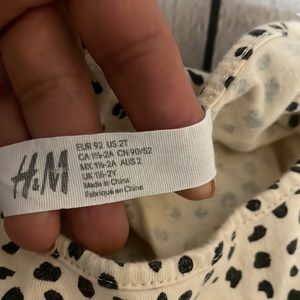 H&M
EUR 92 US 2T
CA 1½-2A CN 90/52
MX 1½-2A AUS 2
UK 1½-2Y
Made in China
Fabriqué en Chine